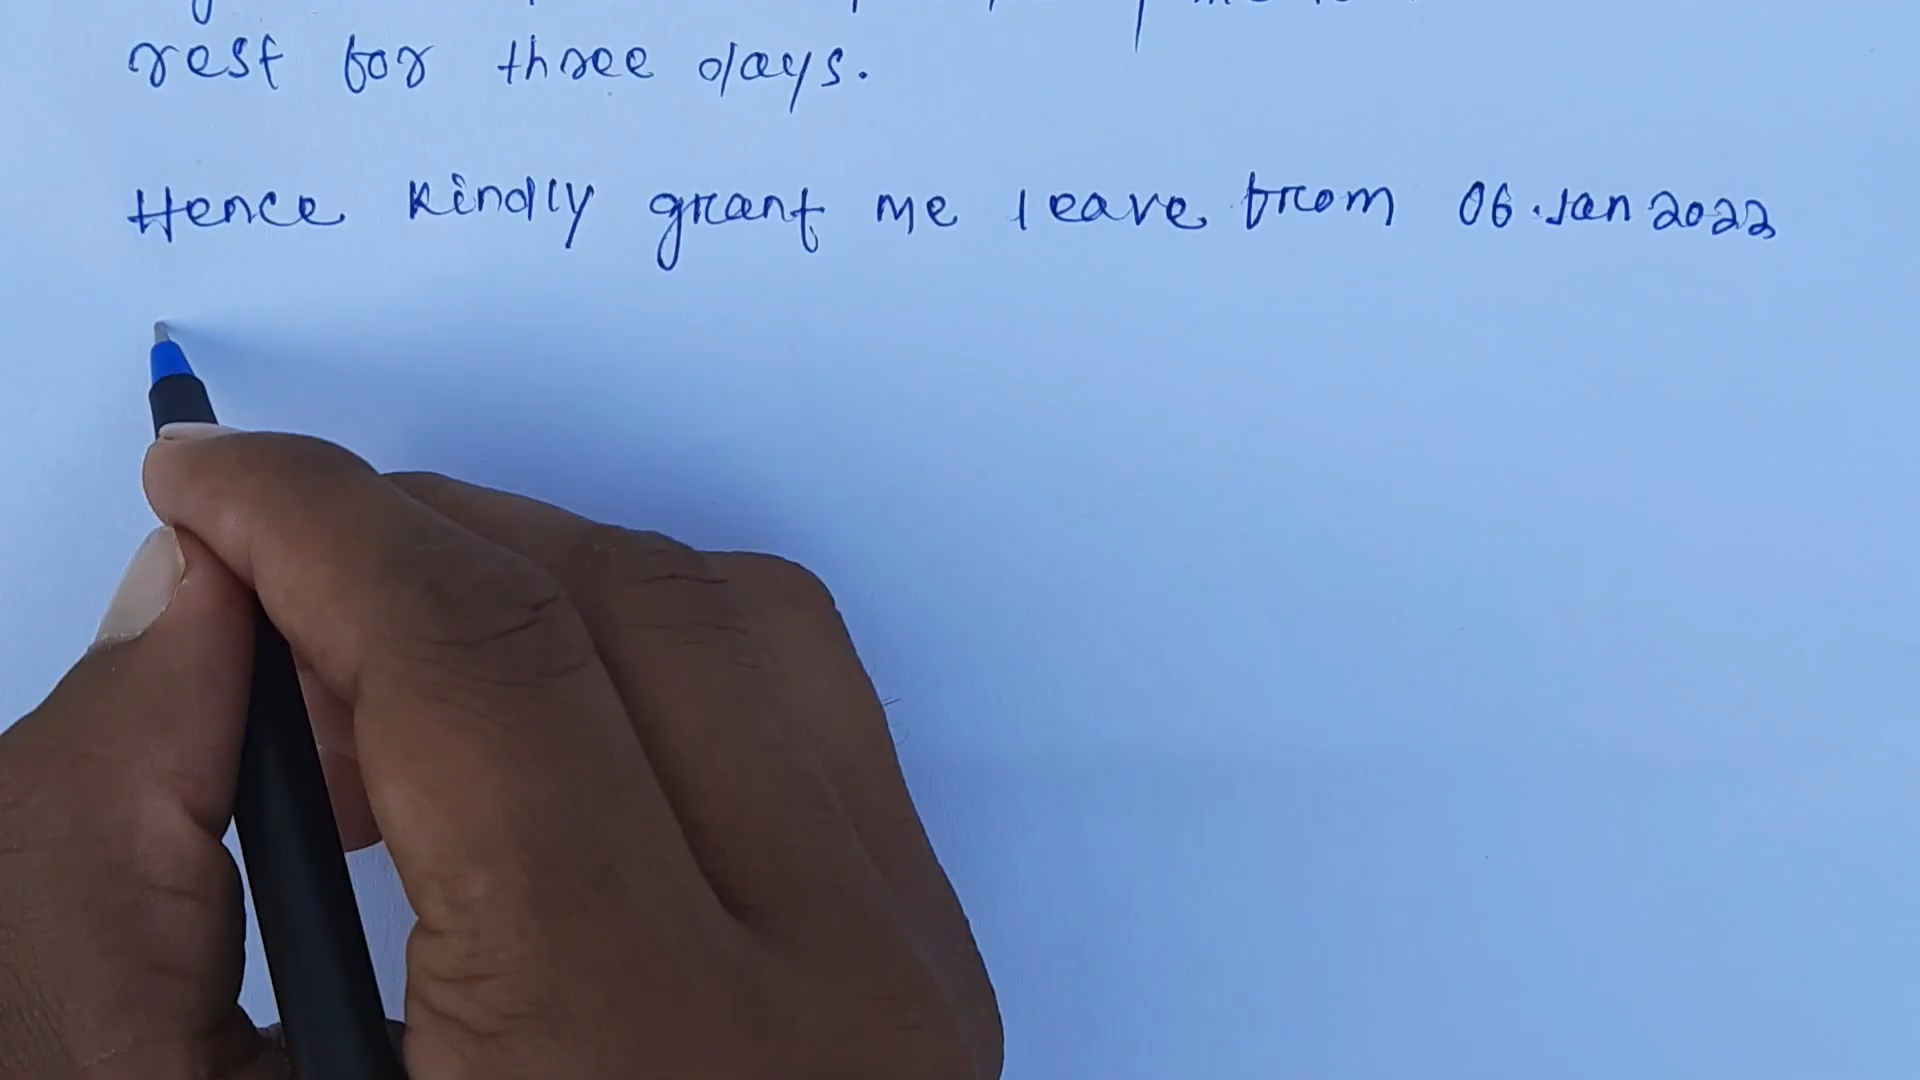 rest for three days.
Hence kindly grant me leave from 06.Jan 2022